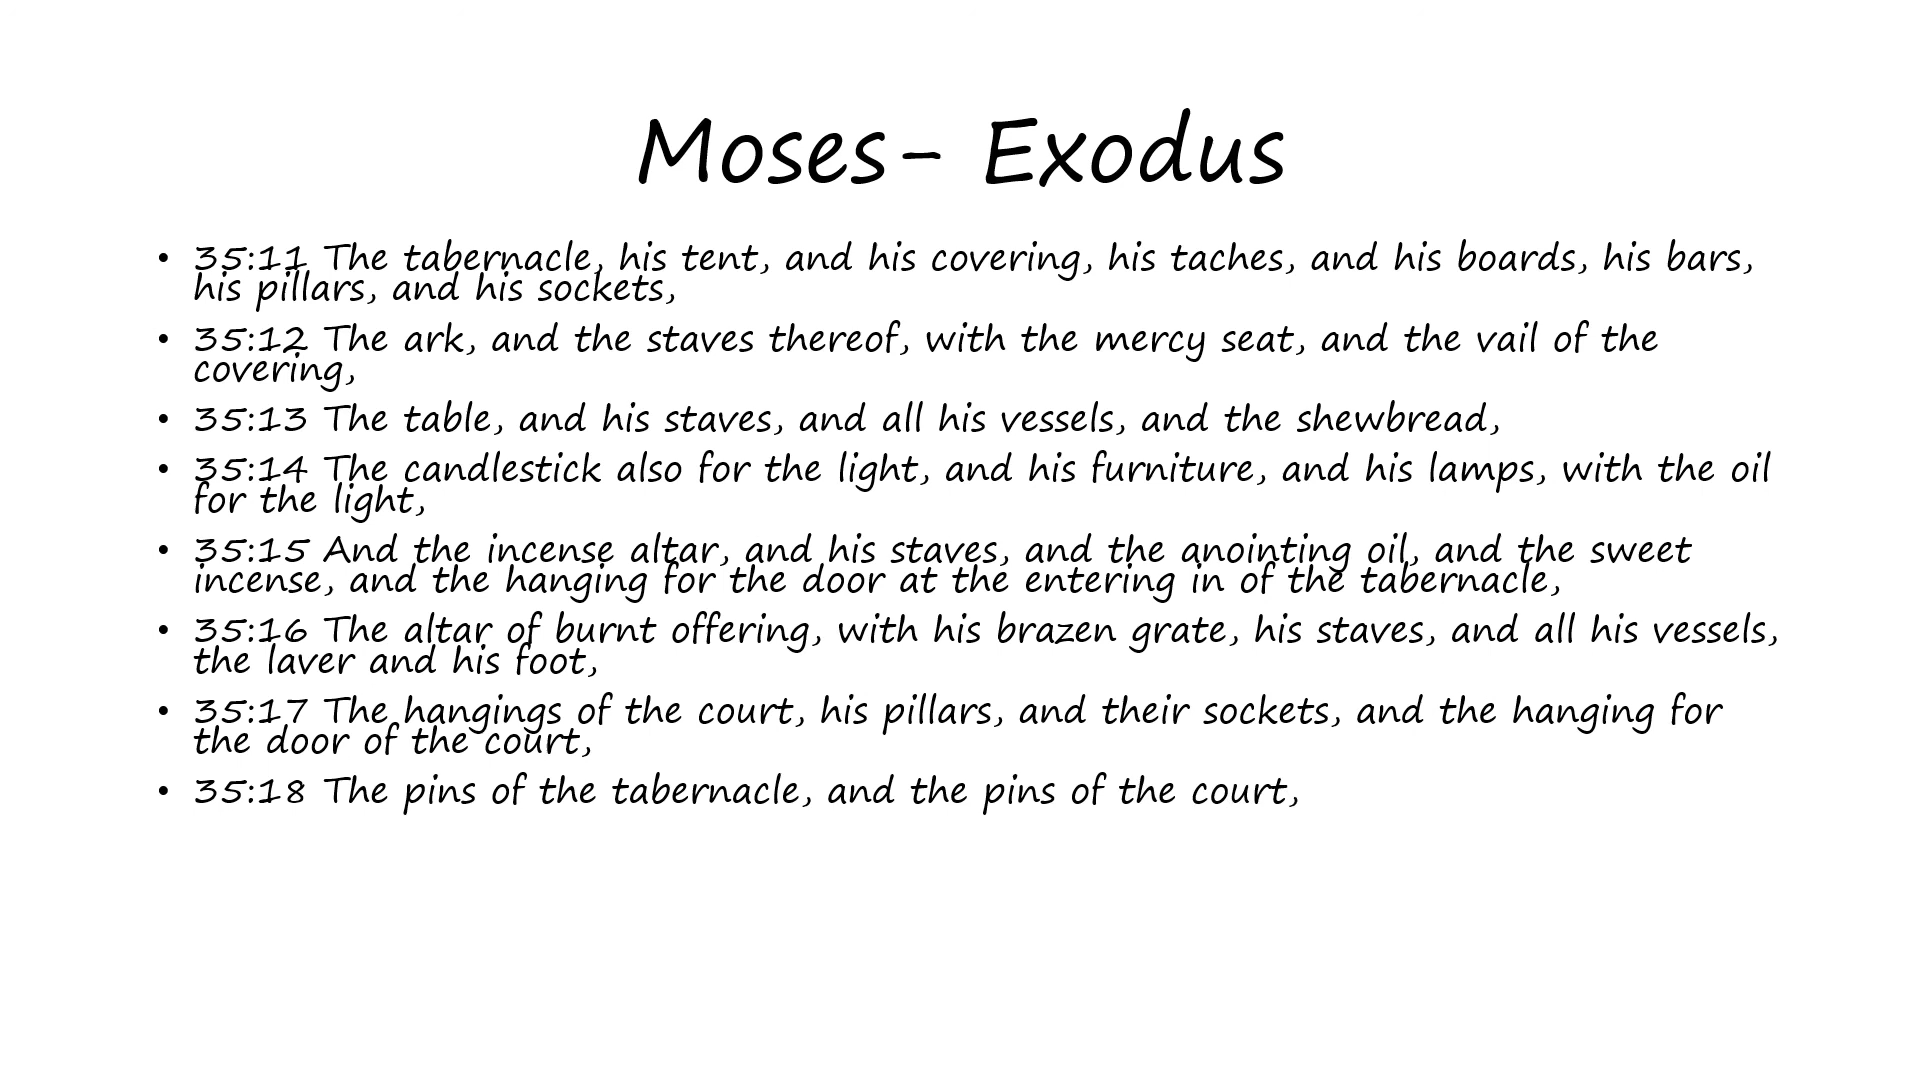 Moses- Exodus
• 35:11 The tabernacle, his tent, and his covering, his taches, and his boards, his bars,
his pillars, and his sockets,
• 35:12 The ark, and the staves thereof, with the mercy seat, and the vail of the
covering,
• 35:13 The table, and his staves, and all his vessels, and the shewbread,
• 35:14 The candlestick also for the light, and his furniture, and his lamps, with the oil
for the light,
• 35:15 And the incense altar, and his staves, and the anointing oil, and the sweet
incense, and the hanging for the door at the entering in of the tabernacle,
• 35:16 The altar of burnt offering, with his brazen grate, his staves, and all his vessels,
the laver and his foot,
• 35:17 The hangings of the court, his pillars, and their sockets, and the hanging for
the door of the court,
• 35:18 The pins of the tabernacle, and the pins of the court,